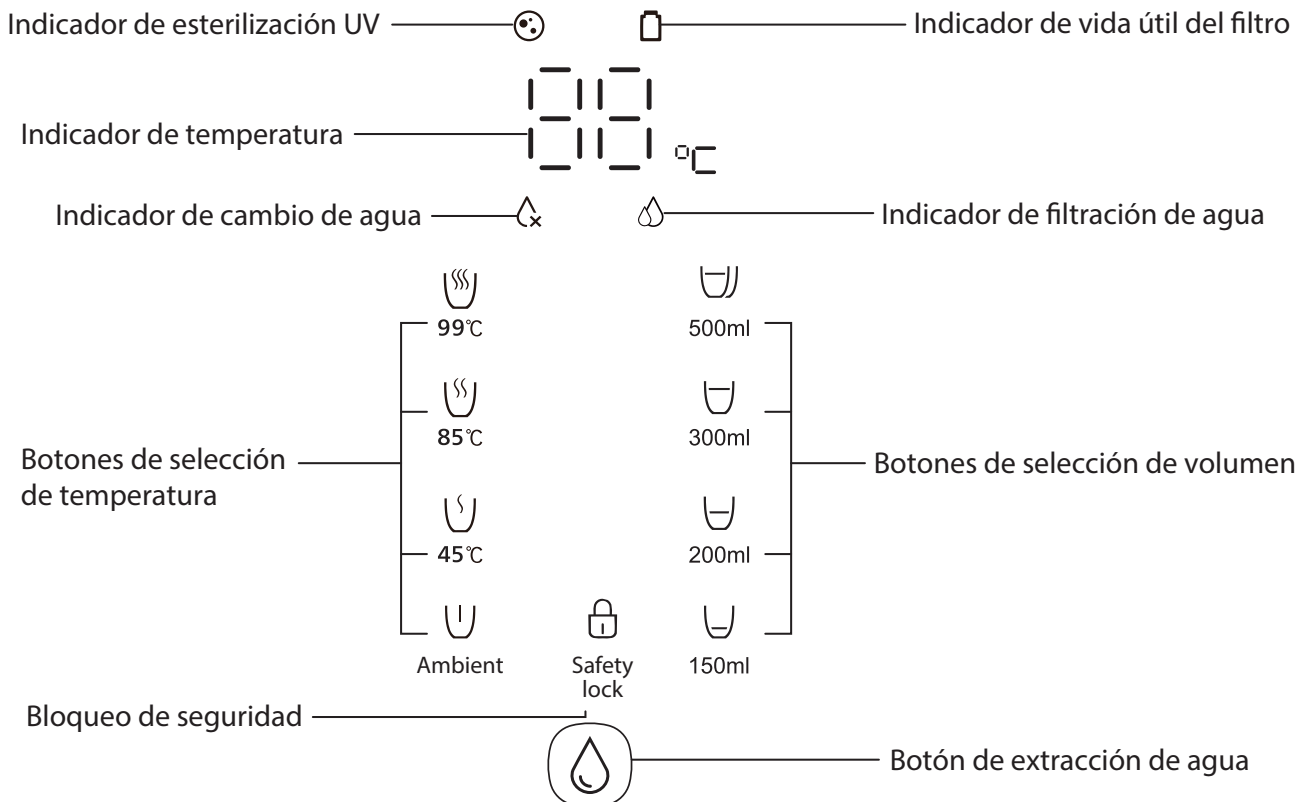 Indicador de esterilización UV
Indicador de vida útil del filtro
88 °C
Indicador de temperatura
Indicador de cambio de agua
Indicador de filtración de agua
99℃
500ml
85℃
300ml
Botones de selección
de temperatura
Botones de selección de volumen
45℃
200ml
Ambient
Safety
lock
150ml
Bloqueo de seguridad
Botón de extracción de agua